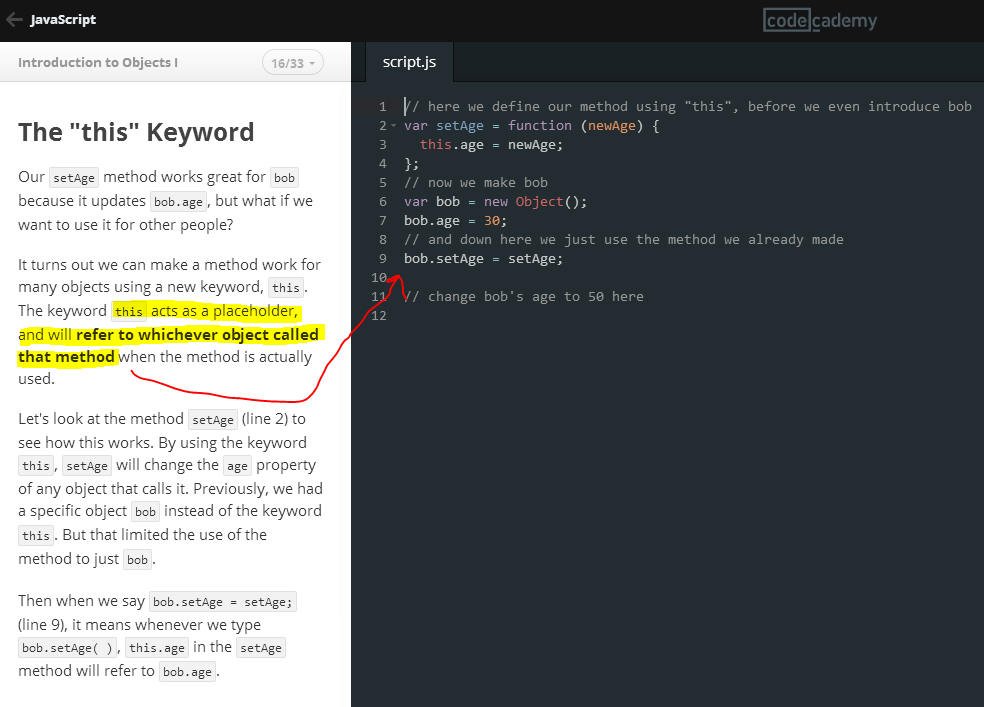 JavaScript
codecademy
Introduction to Objects I
16/33
script.js
The "this" Keyword
Our setAge method works great for bob
because it updates bob.age, but what if we
want to use it for other people?
It turns out we can make a method work for
many objects using a new keyword, this.
The keyword this acts as a placeholder,
and will refer to whichever object called
that method when the method is actually
used.
Let's look at the method setAge (line 2) to
see how this works. By using the keyword
this, setAge will change the age property
of any object that calls it. Previously, we had
a specific object bob instead of the keyword
this. But that limited the use of the
method to just bob.
Then when we say bob.setAge = setAge;
(line 9), it means whenever we type
bob.setAge( ), this.age in the setAge
method will refer to bob.age.
1 // here we define our method using "this", before we even introduce bob
2 var setAge = function (newAge) {
3   this.age = newAge;
4 };
5 // now we make bob
6 var bob = new Object();
7 bob.age = 30;
8 // and down here we just use the method we already made
9 bob.setAge = setAge;
10
11 // change bob's age to 50 here
12